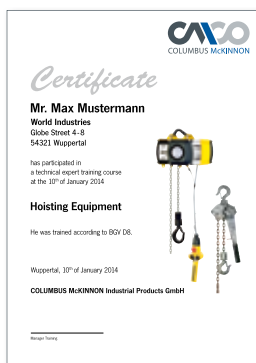 CMCO
COLUMBUS McKINNON
Certificate
Mr. Max Mustermann
World Industries
Globe Street 4-8
54321 Wuppertal
has participated in
a technical expert training course
at the 10th of January 2014
Hoisting Equipment
He was trained according to BGV D8.
Wuppertal, 10th of January 2014
COLUMBUS McKINNON Industrial Products GmbH
Manager Training